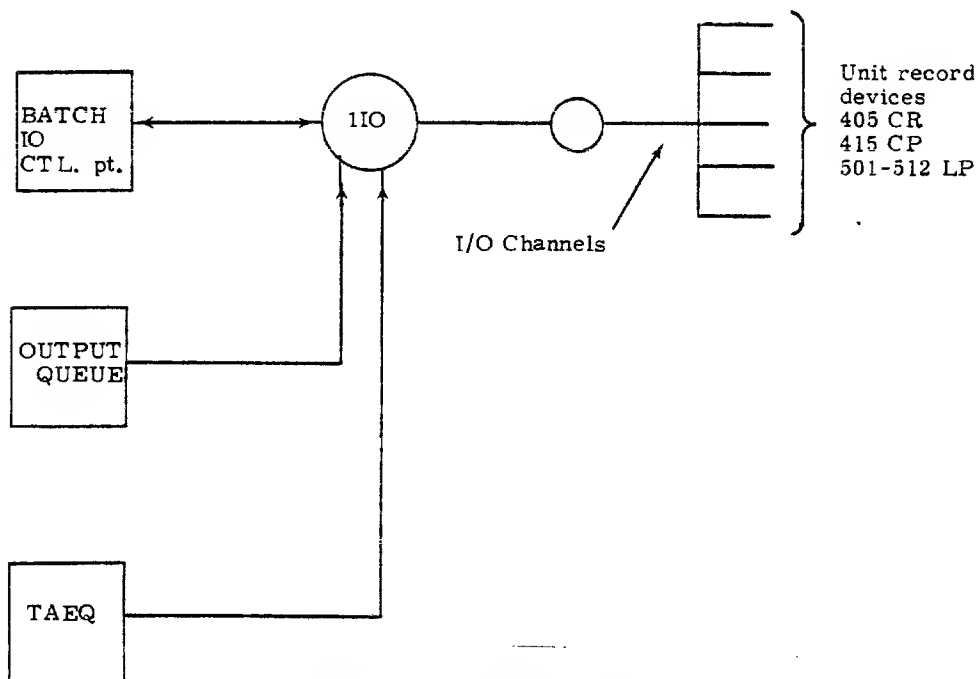 BATCH
IO
CTL. pt.
1IO
Unit record
devices
405 CR
415 CP
501-512 LP
I/O Channels
OUTPUT
QUEUE
TAEQ